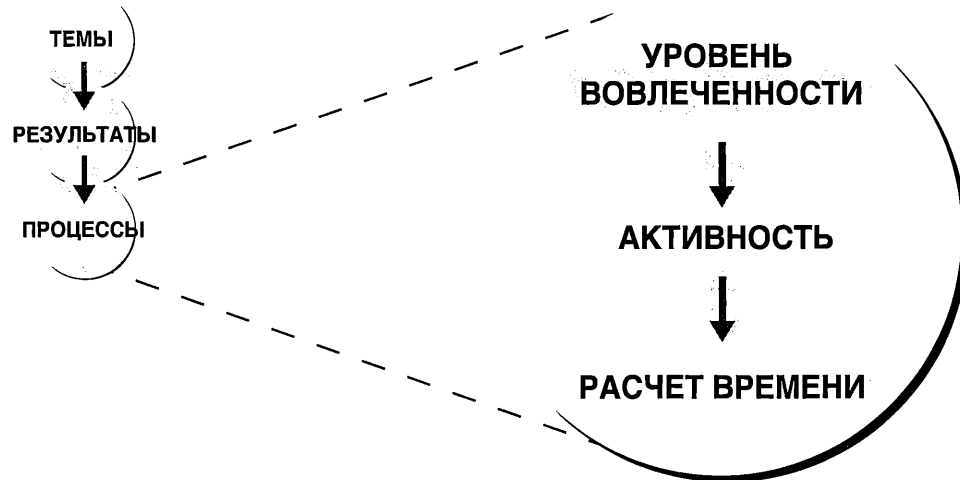 ТЕМЫ
РЕЗУЛЬТАТЫ
ПРОЦЕССЫ
УРОВЕНЬ
ВОВЛЕЧЕННОСТИ
АКТИВНОСТЬ
РАСЧЕТ ВРЕМЕНИ